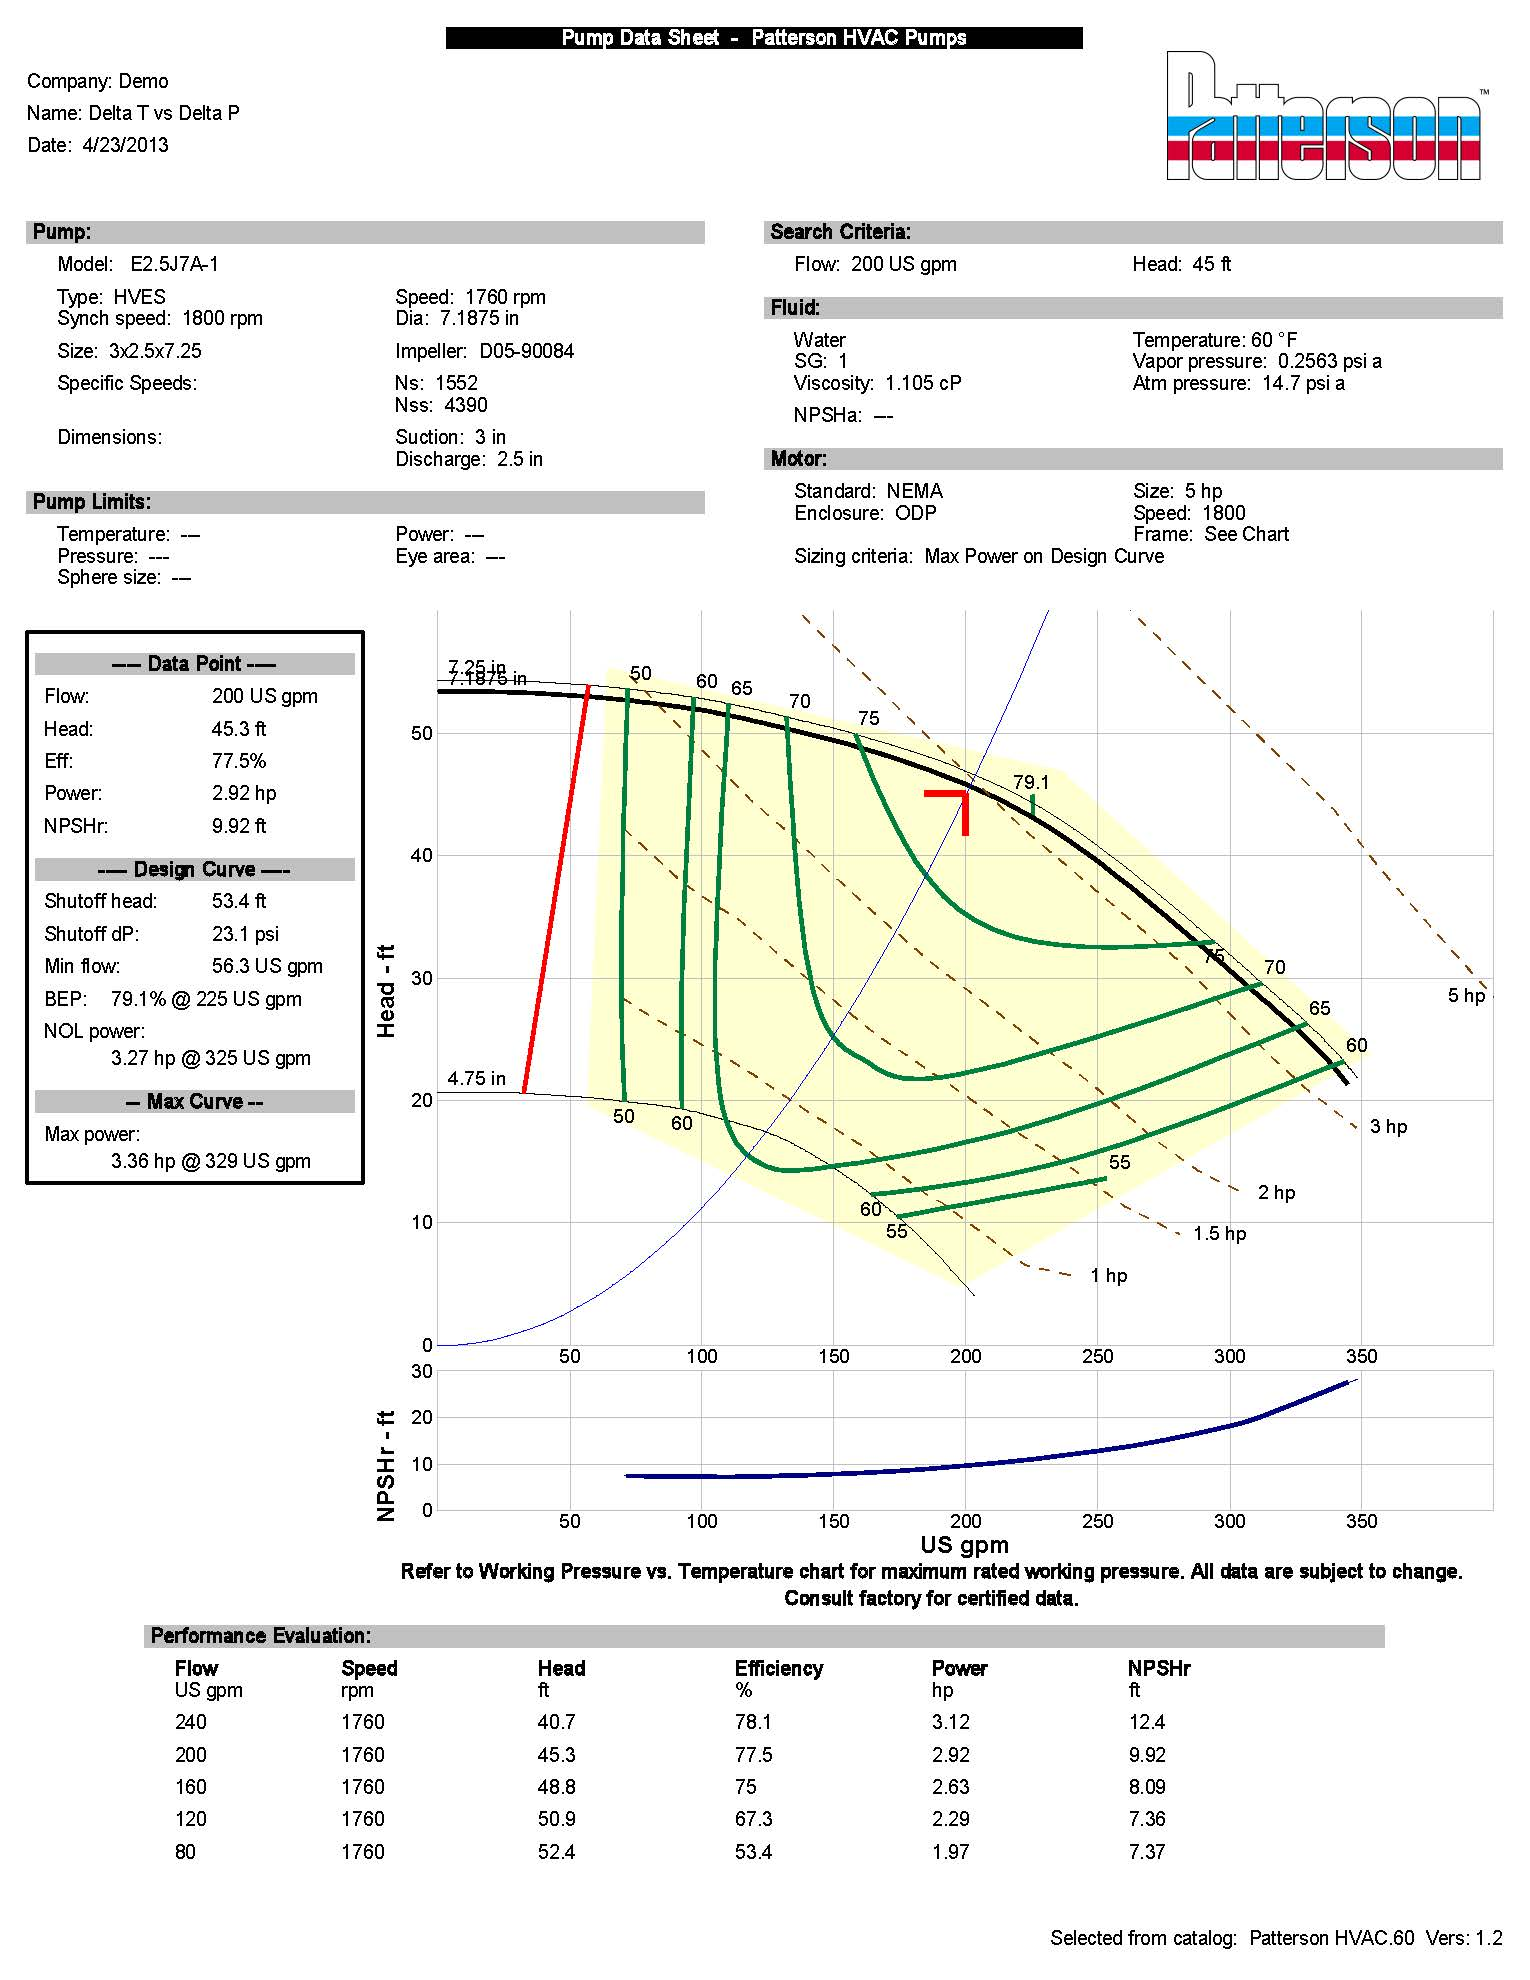 Pump Data Sheet - Patterson HVAC Pumps
Company: Demo
Name: Delta T vs Delta P
Date: 4/23/2013
Patterson™
Pump:
Model: E2.5J7A-1
Type: HVES Speed: 1760 rpm
Synch speed: 1800 rpm Dia: 7.1875 in
Size: 3x2.5x7.25 Impeller: D05-90084
Specific Speeds: Ns: 1552
Nss: 4390
Dimensions: Suction: 3 in
Discharge: 2.5 in
Pump Limits:
Temperature: --- Power: ---
Pressure: --- Eye area: ---
Sphere size: ---
Search Criteria:
Flow: 200 US gpm Head: 45 ft
Fluid:
Water Temperature: 60 °F
SG: 1 Vapor pressure: 0.2563 psi a
Viscosity: 1.105 cP Atm pressure: 14.7 psi a
NPSHa: ---
Motor:
Standard: NEMA Size: 5 hp
Enclosure: ODP Speed: 1800
Frame: See Chart
Sizing criteria: Max Power on Design Curve
---- Data Point ----
Flow: 200 US gpm
Head: 45.3 ft
Eff: 77.5%
Power: 2.92 hp
NPSHr: 9.92 ft
---- Design Curve ----
Shutoff head: 53.4 ft
Shutoff dP: 23.1 psi
Min flow: 56.3 US gpm
BEP: 79.1% @ 225 US gpm
NOL power:
3.27 hp @ 325 US gpm
-- Max Curve --
Max power:
3.36 hp @ 329 US gpm
7.25 in
7.1875 in
50
60
65
70
75
79.1
50
40
30
20
10
0
Head - ft
75
70
5 hp
65
60
4.75 in
50
60
3 hp
55
2 hp
60
55
1.5 hp
1 hp
50 100 150 200 250 300 350
30
20
10
0
NPSHr - ft
50 100 150 200 250 300 350
US gpm
Refer to Working Pressure vs. Temperature chart for maximum rated working pressure. All data are subject to change.
Consult factory for certified data.
Performance Evaluation:
Flow Speed Head Efficiency Power NPSHr
US gpm rpm ft % hp ft
240 1760 40.7 78.1 3.12 12.4
200 1760 45.3 77.5 2.92 9.92
160 1760 48.8 75 2.63 8.09
120 1760 50.9 67.3 2.29 7.36
80 1760 52.4 53.4 1.97 7.37
Selected from catalog: Patterson HVAC.60 Vers: 1.2